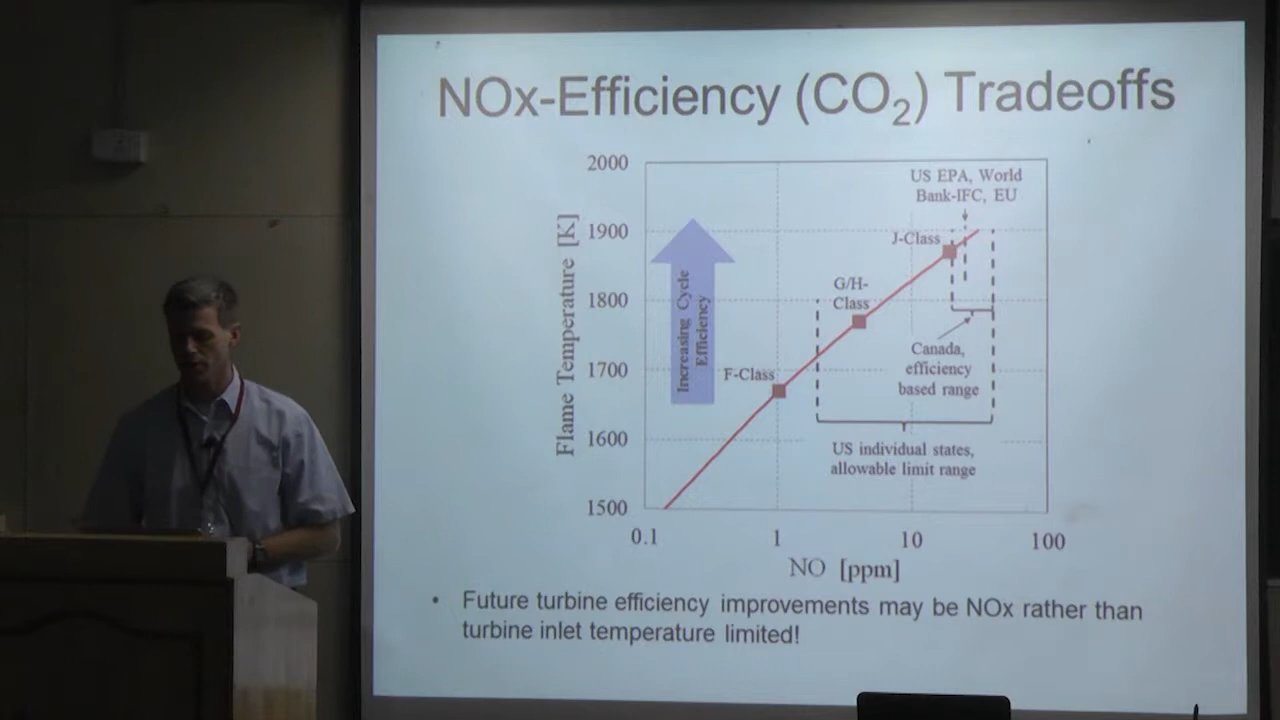 NOx-Efficiency (CO₂) Tradeoffs
2000
1900
1800
1700
1600
1500
Flame Temperature [K]
Increasing Cycle
Efficiency
US EPA, World
Bank-IFC, EU
J-Class
G/H-
Class
F-Class
Canada,
efficiency
based range
US individual states,
allowable limit range
0.1
1
10
100
NO [ppm]
• Future turbine efficiency improvements may be NOx rather than
turbine inlet temperature limited!